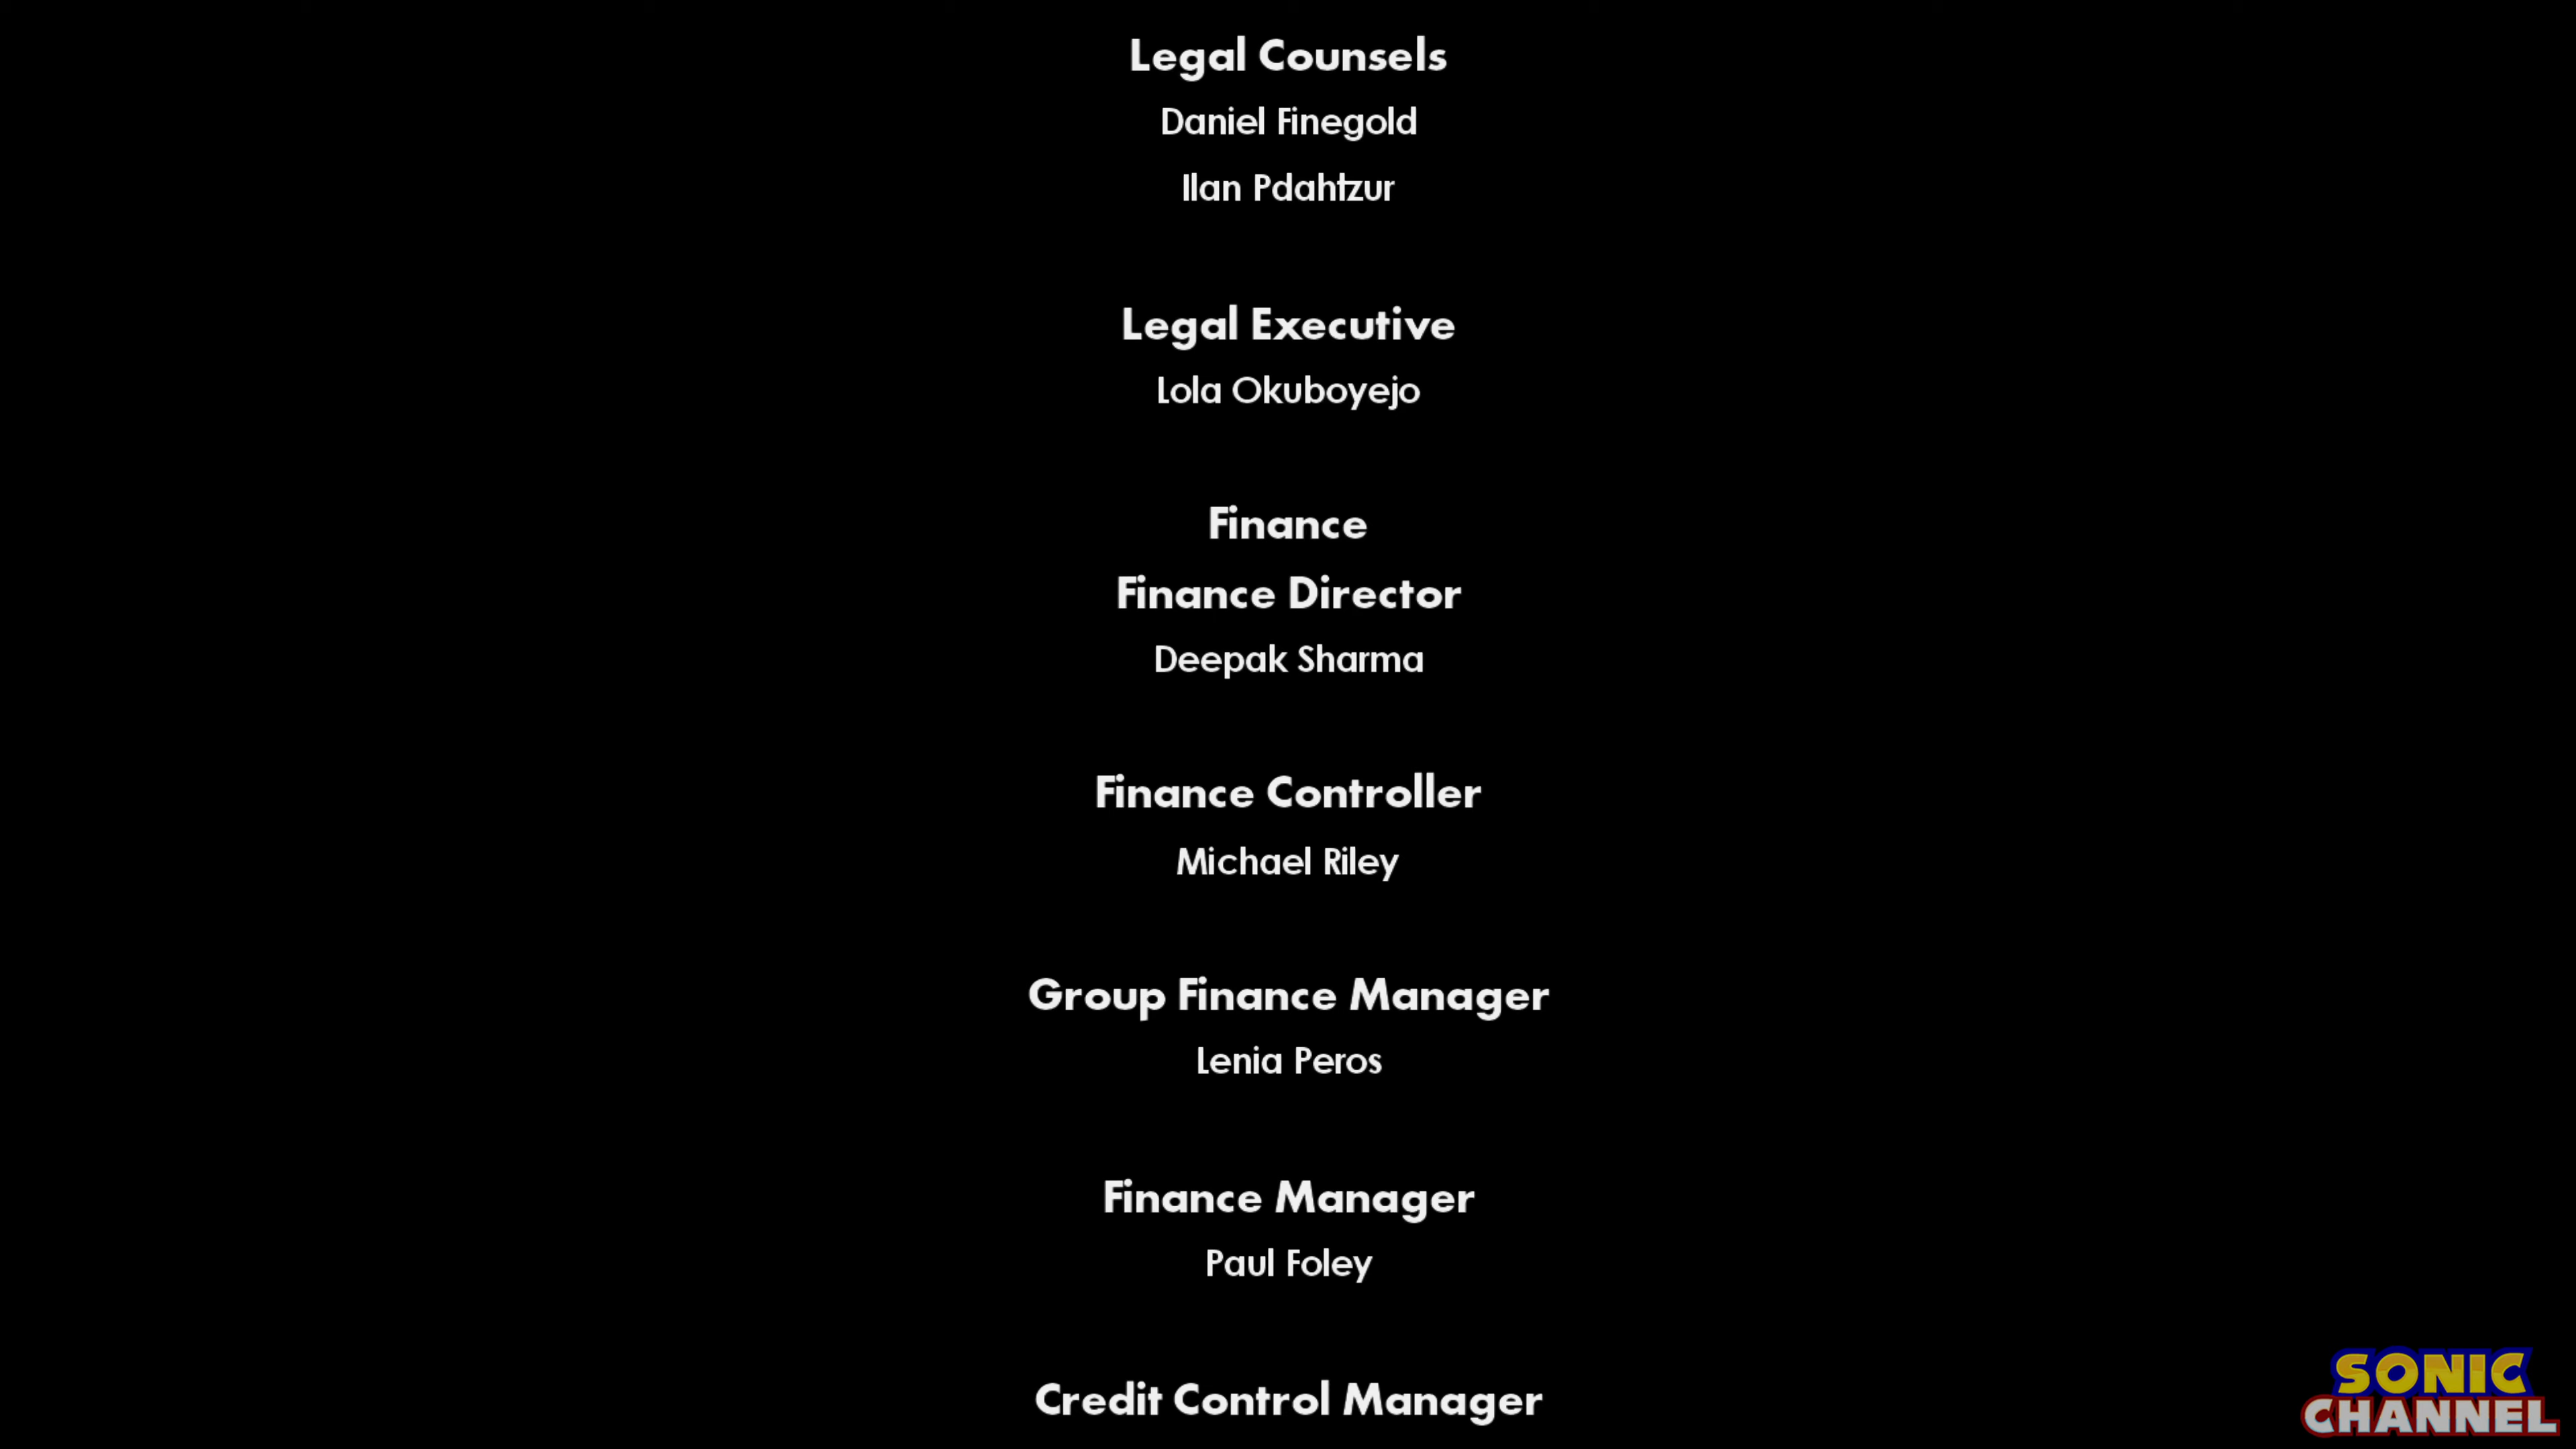 Legal Counsels
Daniel Finegold
Ilan Pdahtzur
Legal Executive
Lola Okuboyejo
Finance
Finance Director
Deepak Sharma
Finance Controller
Michael Riley
Group Finance Manager
Lenia Peros
Finance Manager
Paul Foley
Credit Control Manager
SONIC
CHANNEL